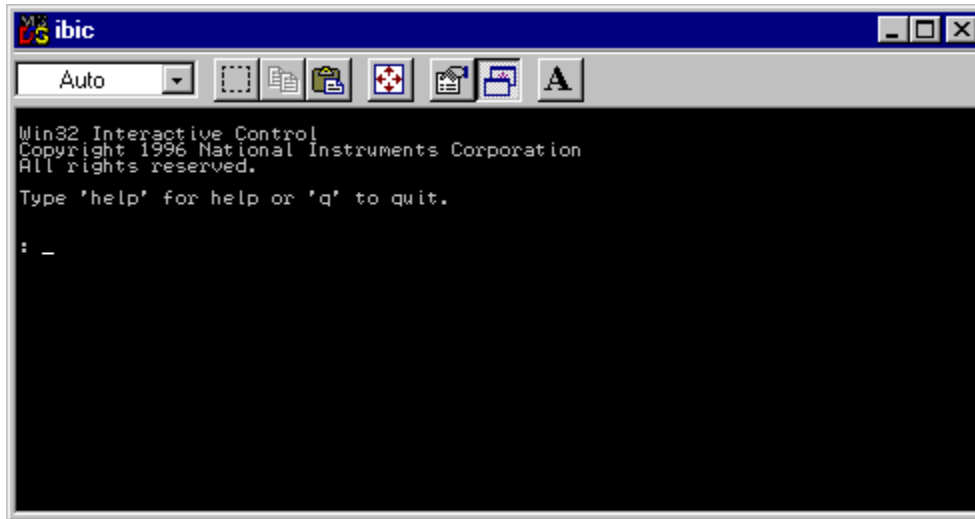 ibic
Auto
A
Win32 Interactive Control
Copyright 1996 National Instruments Corporation
All rights reserved.
Type 'help' for help or 'q' to quit.
: _